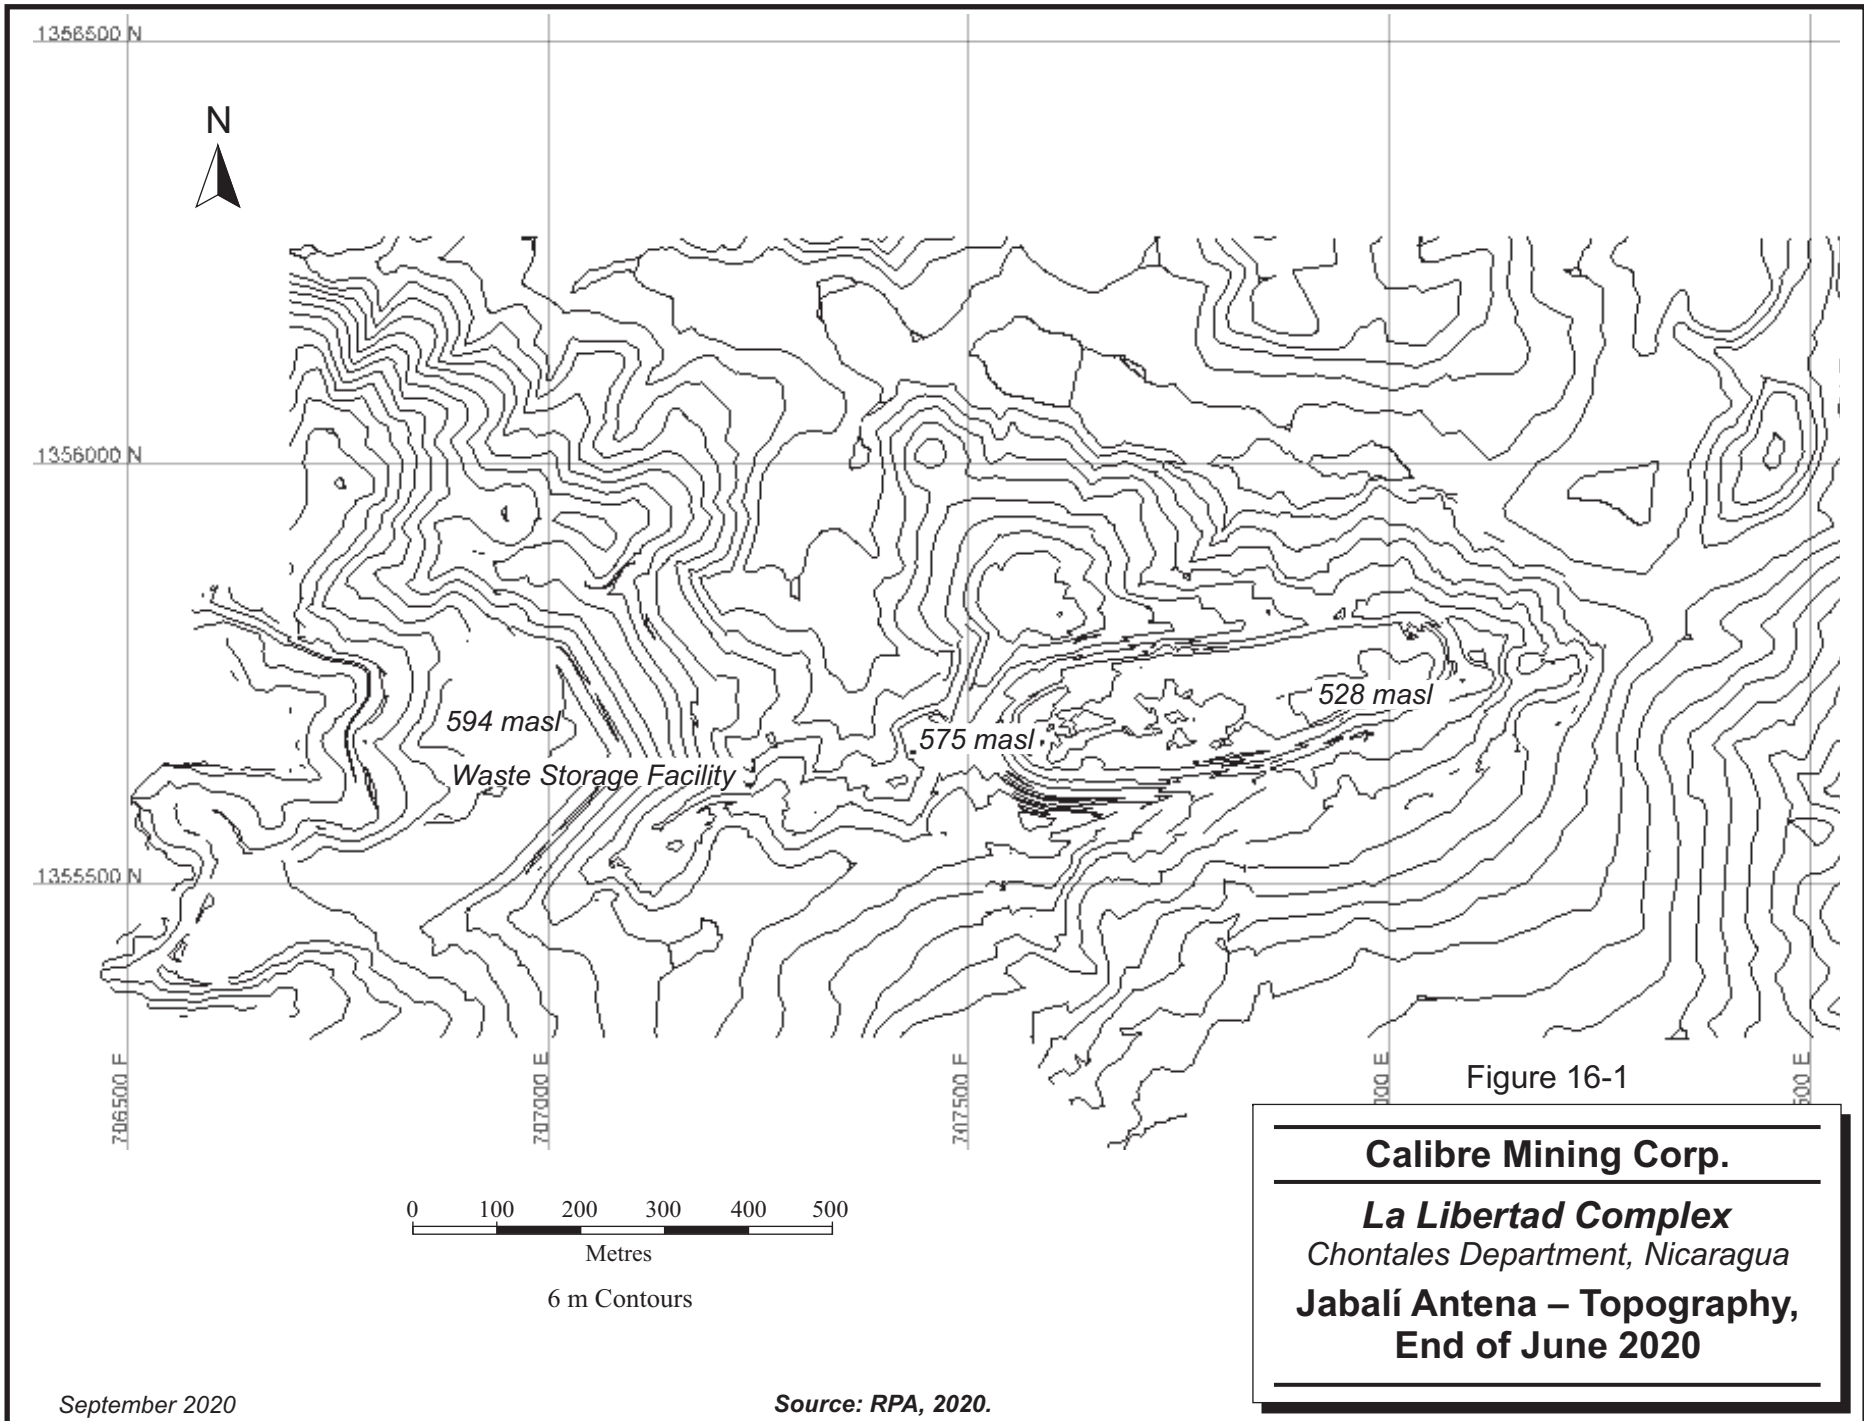 1356500 N
N
1356000 N
594 masl
528 masl
575 masl
Waste Storage Facility
1355500 N
706500
707000 E
707500
000 E
500 E
Figure 16-1
Calibre Mining Corp.
La Libertad Complex
Chontales Department, Nicaragua
Jabalí Antena – Topography,
End of June 2020
0 100 200 300 400 500
Metres
6 m Contours
September 2020
Source: RPA, 2020.